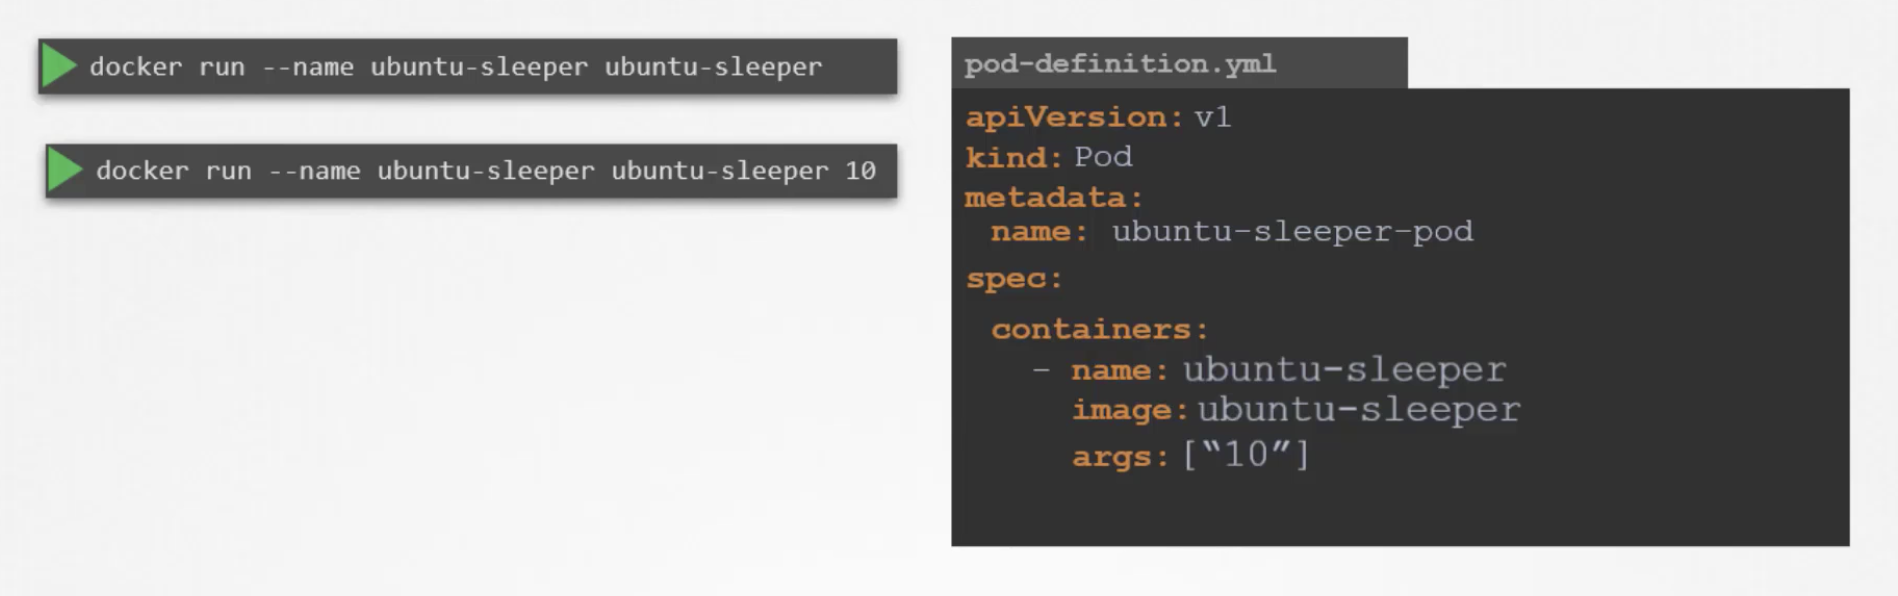 docker run --name ubuntu-sleeper ubuntu-sleeper
docker run --name ubuntu-sleeper ubuntu-sleeper 10
pod-definition.yml
apiVersion: v1
kind: Pod
metadata:
name: ubuntu-sleeper-pod
spec:
containers:
- name: ubuntu-sleeper
image: ubuntu-sleeper
args: [“10”]